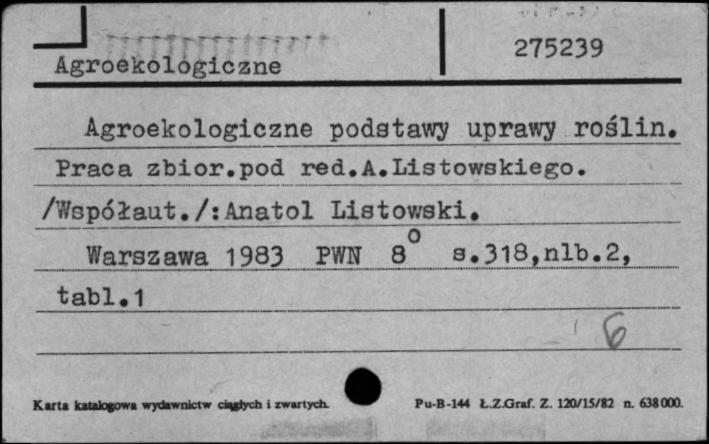 275239
Agroekologiczne
Agroekologiczne podstawy uprawy roślin.
Praca zbior.pod red.A.Listowskiego.
/Współaut./:Anatol Listowski.
Warszawa 1983 PWN 8° s.318,nlb.2,
tabl.1
6
Karta katalogowa wydawnictw ciągłych i zwartych. Pu-B-144 Ł.Z.Graf. Z. 120/15/82 n. 638000.